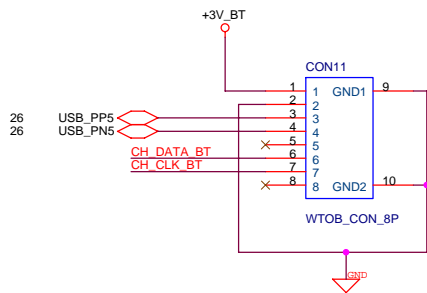 +3V_BT
CON11
1 1 GND1 9
2 2
26 USB_PP5 3 3
26 USB_PN5 4 4
5 5
CH_DATA_BT 6 6
CH_CLK_BT 7 7
8 8 GND2 10
WTOB_CON_8P
GND